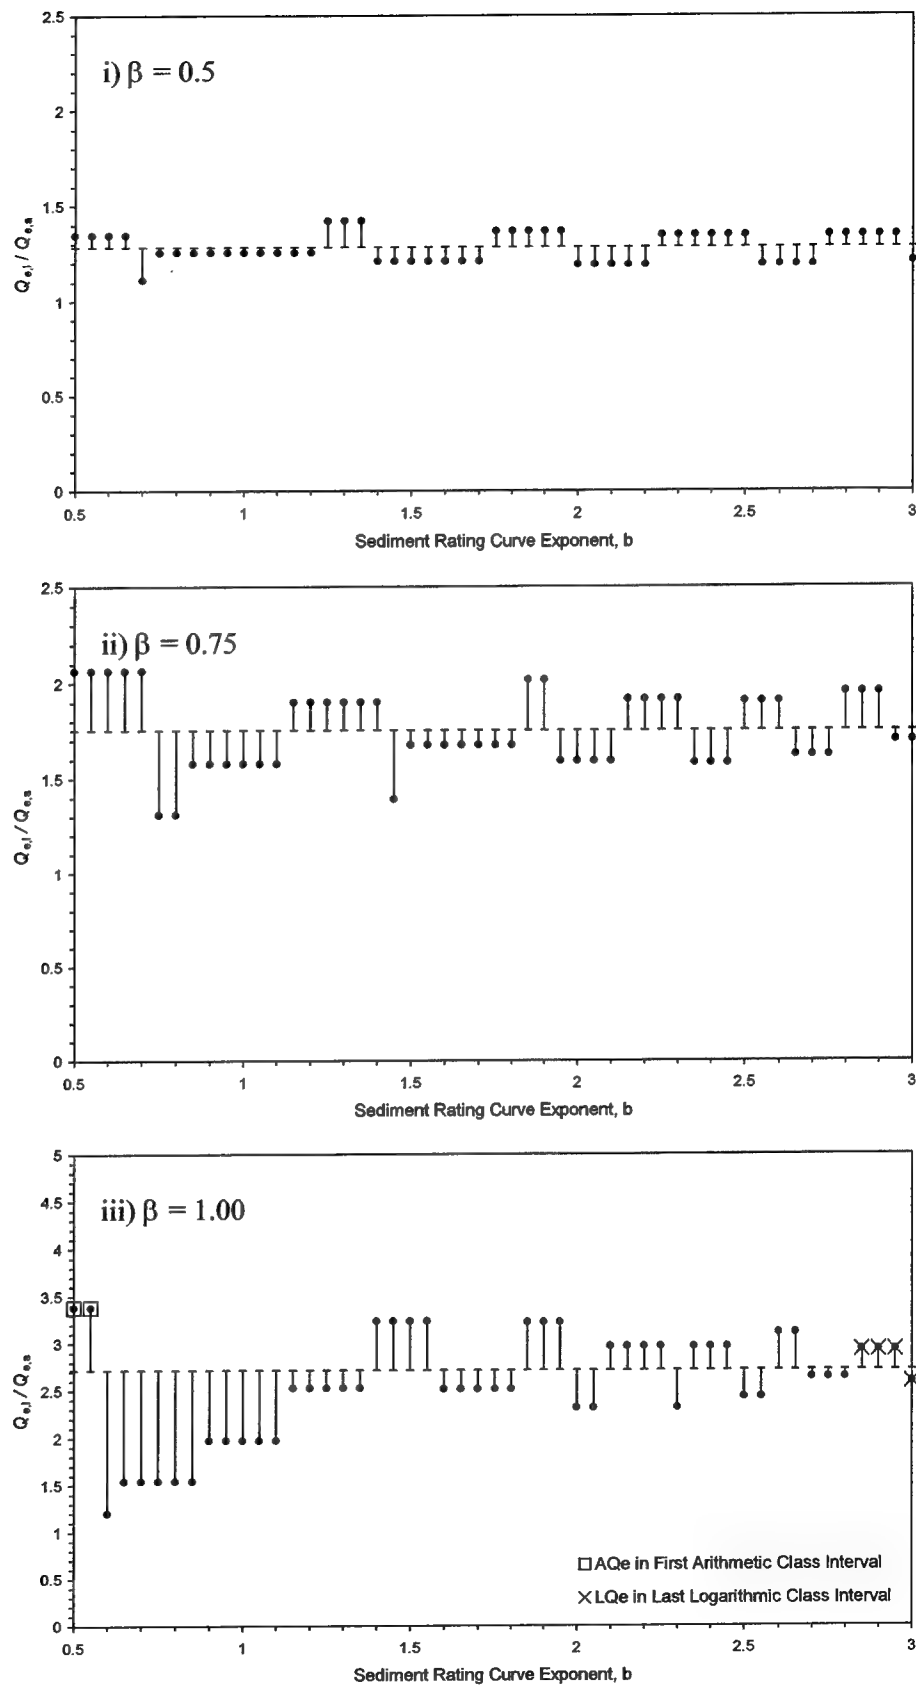 2.5
i) β = 0.5
2
1.5
Qe,l / Qe,a
1
0.5
0
0.5 1 1.5 2 2.5 3
Sediment Rating Curve Exponent, b
2.5
ii) β = 0.75
2
1.5
Qe,l / Qe,a
1
0.5
0
0.5 1 1.5 2 2.5 3
Sediment Rating Curve Exponent, b
5
4.5
iii) β = 1.00
4
3.5
3
2.5
Qe,l / Qe,a
2
1.5
1
AQe in First Arithmetic Class Interval
0.5
LQe in Last Logarithmic Class Interval
0
0.5 1 1.5 2 2.5 3
Sediment Rating Curve Exponent, b